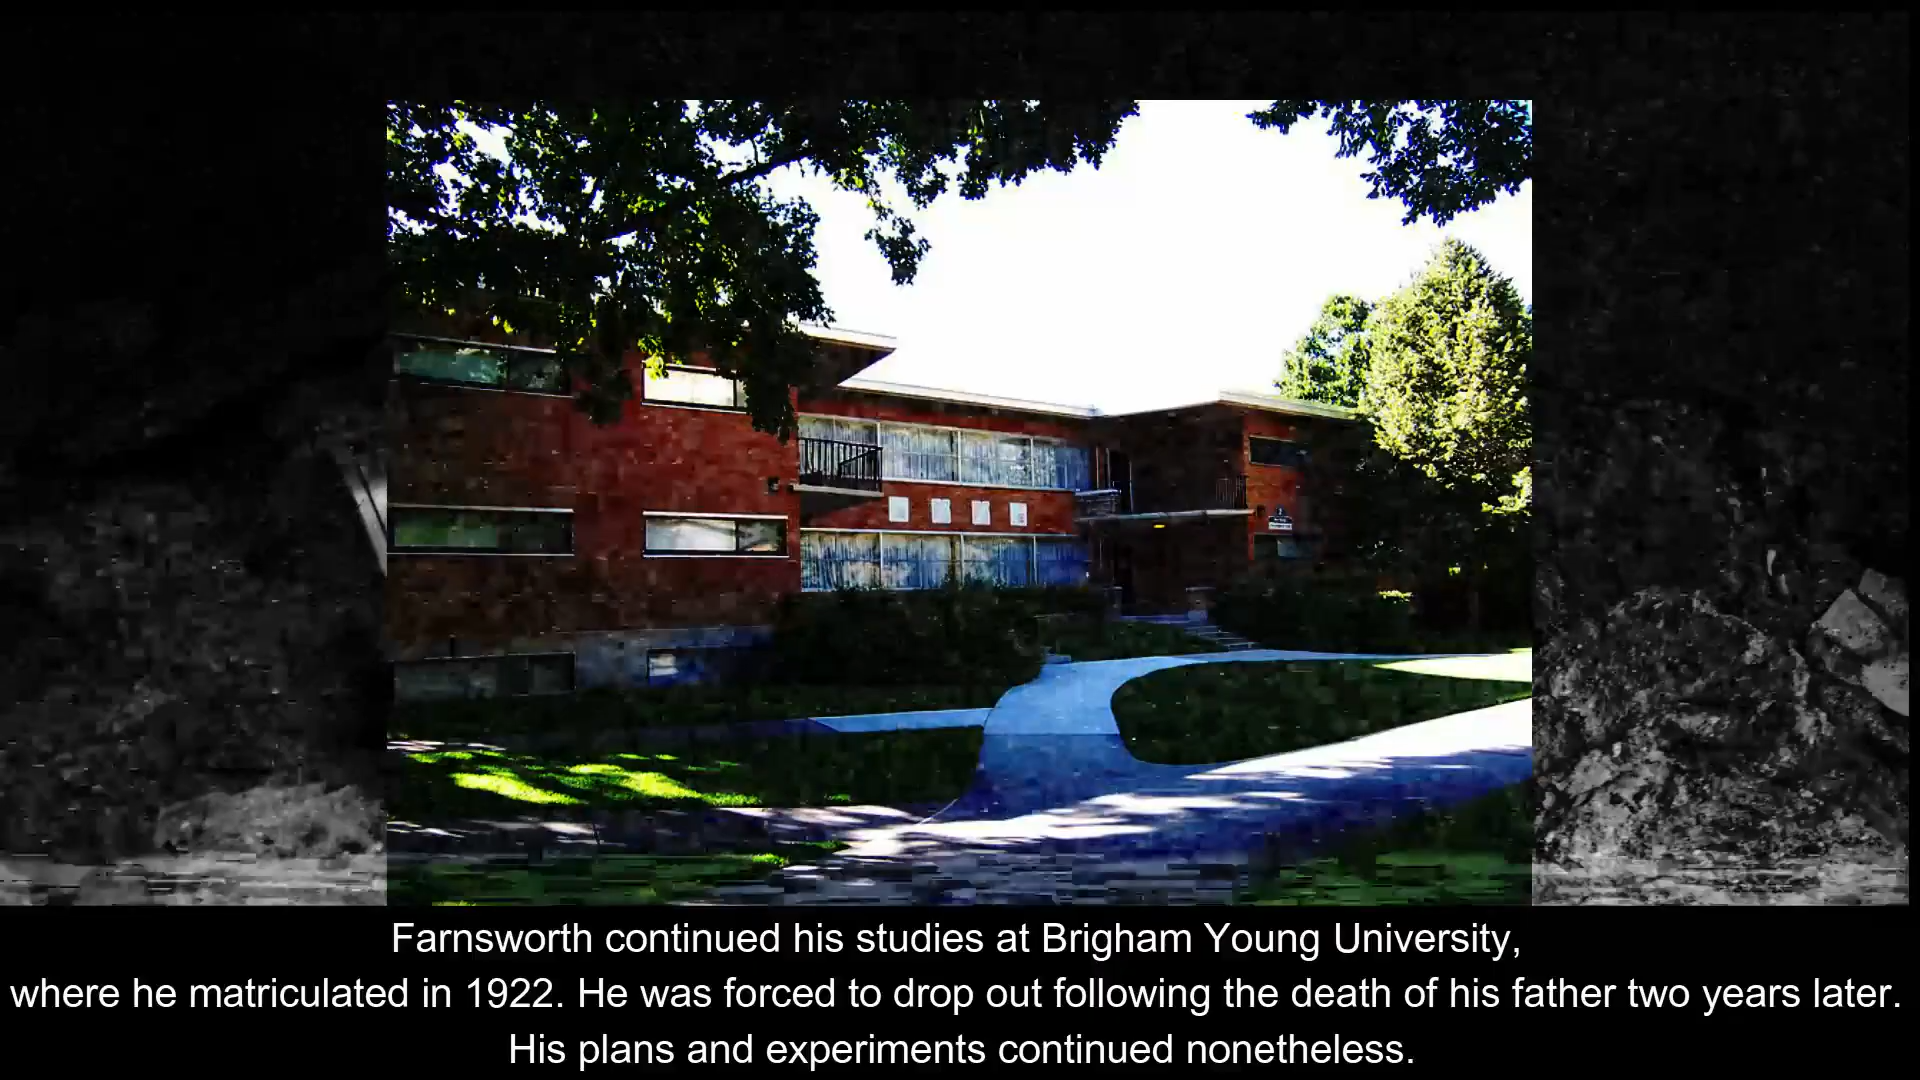 Farnsworth continued his studies at Brigham Young University,
where he matriculated in 1922. He was forced to drop out following the death of his father two years later.
His plans and experiments continued nonetheless.